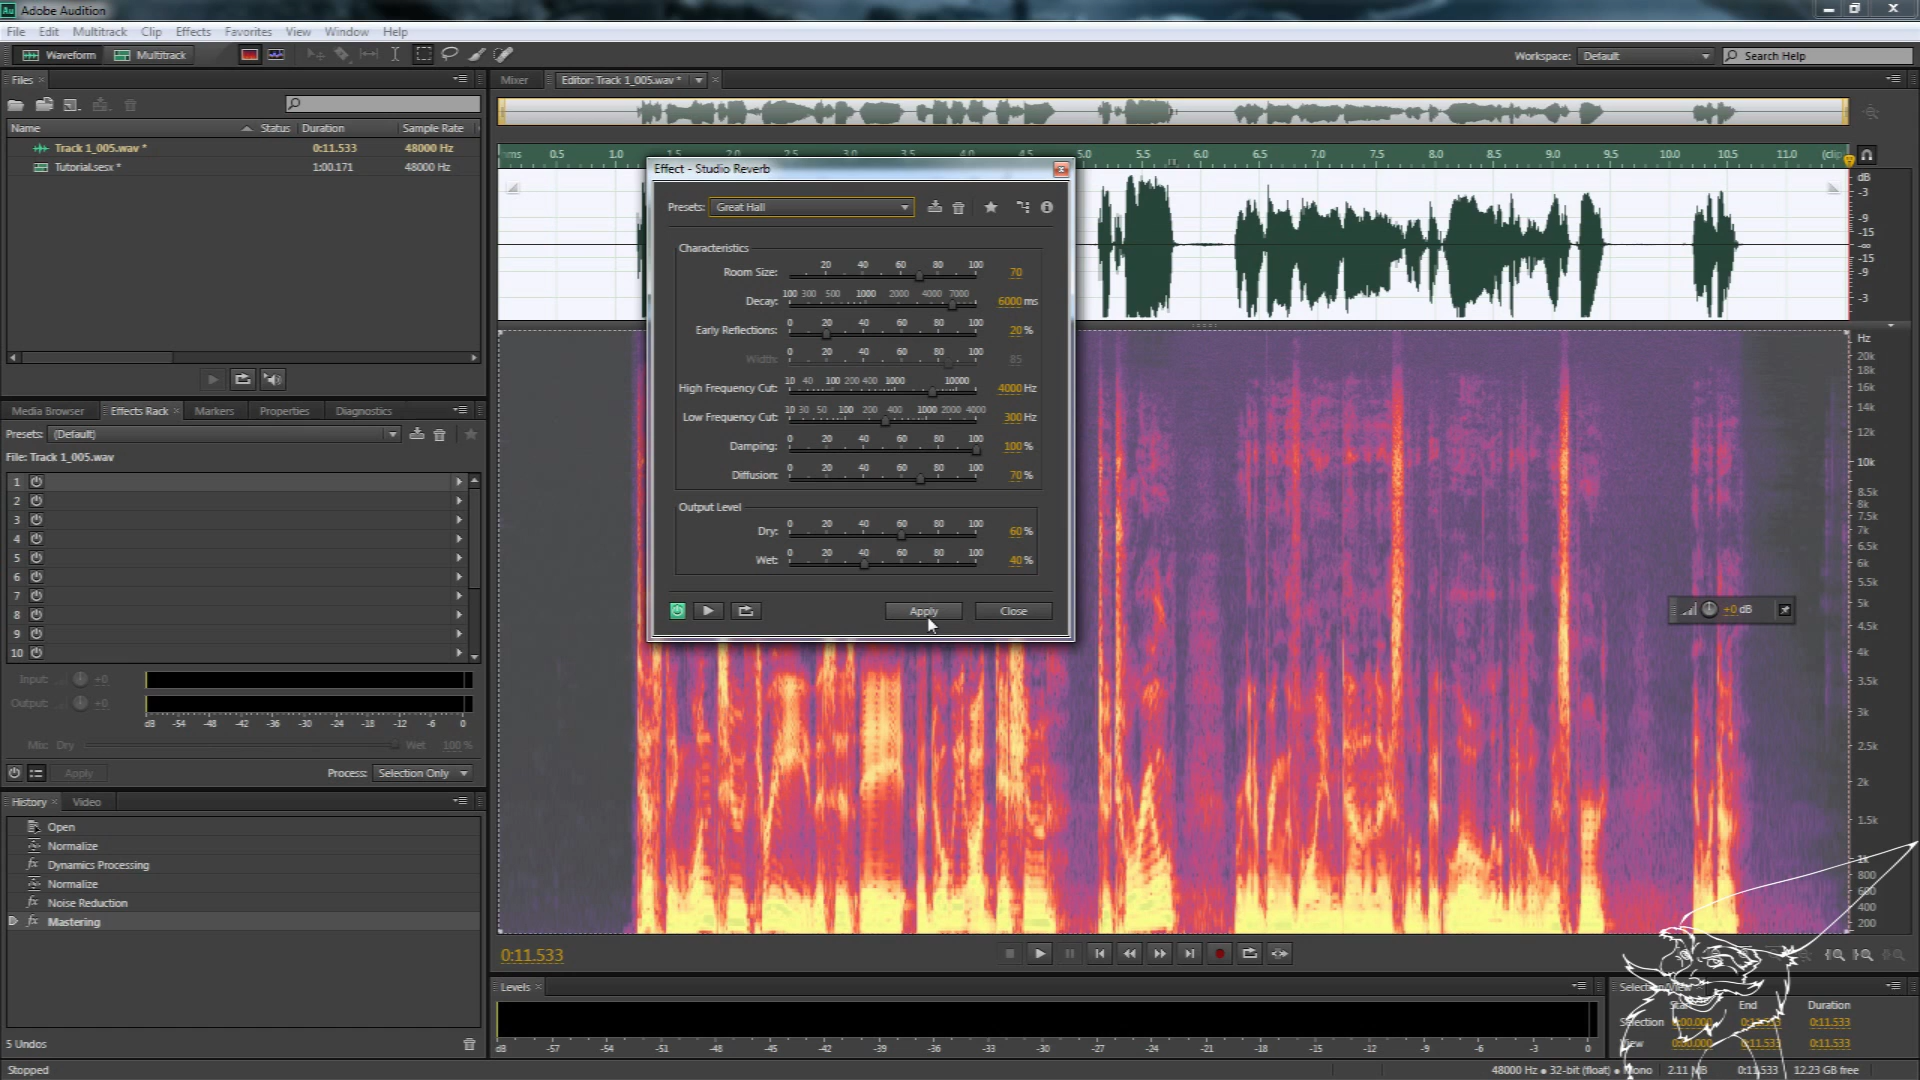 Au Adobe Audition
File Edit Multitrack Clip Effects Favorites View Window Help
Waveform Multitrack Workspace: Default Search Help
Files
Name Status Duration Sample Rate
Track 1_005.wav * 0:11.533 48000 Hz
Tutorial.sesx * 1:00.171 48000 Hz
Media Browser Effects Rack Markers Properties Diagnostics
Presets: (Default)
File: Track 1_005.wav
1
2
3
4
5
6
7
8
9
10
Input: +0
Output: +0
dB -54 -48 -42 -36 -30 -24 -18 -12 -6 0
Mix: Dry Wet 100 %
Apply Process: Selection Only
History Video
Open
Normalize
Dynamics Processing
Normalize
Noise Reduction
Mastering
5 Undos
Stopped
Mixer Editor: Track 1_005.wav *
hms 0.5 1.0 2.0 2.5 3.0 3.5 4.0 4.5 5.0 5.5 6.0 6.5 7.0 7.5 8.0 8.5 9.0 9.5 10.0 10.5 11.0 (clip
dB
-3
-9
-15
-∞
-15
-9
-3
Effect - Studio Reverb
Presets: Great Hall
Characteristics
20 40 60 80 100
Room Size: 70
100 300 500 1000 2000 4000 7000
Decay: 6000 ms
0 20 40 60 80 100
Early Reflections: 20 %
0 20 40 60 80 100
Width: 85
10 40 100 200 400 1000 10000
High Frequency Cut: 4000 Hz
10 30 50 100 200 400 1000 2000 4000
Low Frequency Cut: 300 Hz
0 20 40 60 80 100
Damping: 100 %
0 20 40 60 80 100
Diffusion: 70 %
Output Level
0 20 40 60 80 100
Dry: 60 %
0 20 40 60 80 100
Wet: 40 %
Apply Close
Hz
20k
18k
16k
14k
12k
10k
8.5k
8k
7.5k
7k
6.5k
6k
5.5k
5k
4.5k
4k
3.5k
3k
2.5k
2k
1.5k
1k
800
600
400
200
+0 dB
0:11.533
Levels
dB -57 -54 -51 -48 -45 -42 -39 -36 -33 -30 -27 -24 -21 -18 -15 -12 -9 -6 -3 0
Selection/View
Start End Duration
Selection 0:00.000 0:11.533 0:11.533
View 0:00.000 0:11.533 0:11.533
48000 Hz • 32-bit (float) • Mono 2.11 MB 0:11.533 12.23 GB free